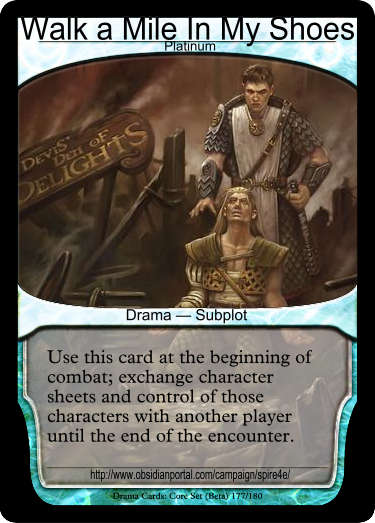 Walk a Mile In My Shoes
Platinum
DEVIS' DEN OF
DELIGHTS
Drama — Subplot
Use this card at the beginning of
combat; exchange character
sheets and control of those
characters with another player
until the end of the encounter.
http://www.obsidianportal.com/campaign/spire4e/
Drama Cards: Core Set (Beta) 177/180